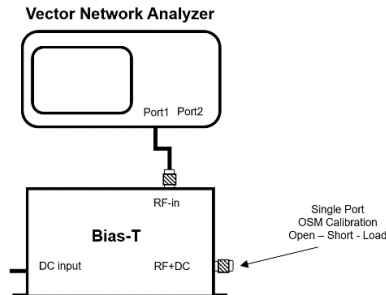 Vector Network Analyzer
Port1 Port2
RF-in
Bias-T
DC input RF+DC
Single Port
OSM Calibration
Open – Short - Load